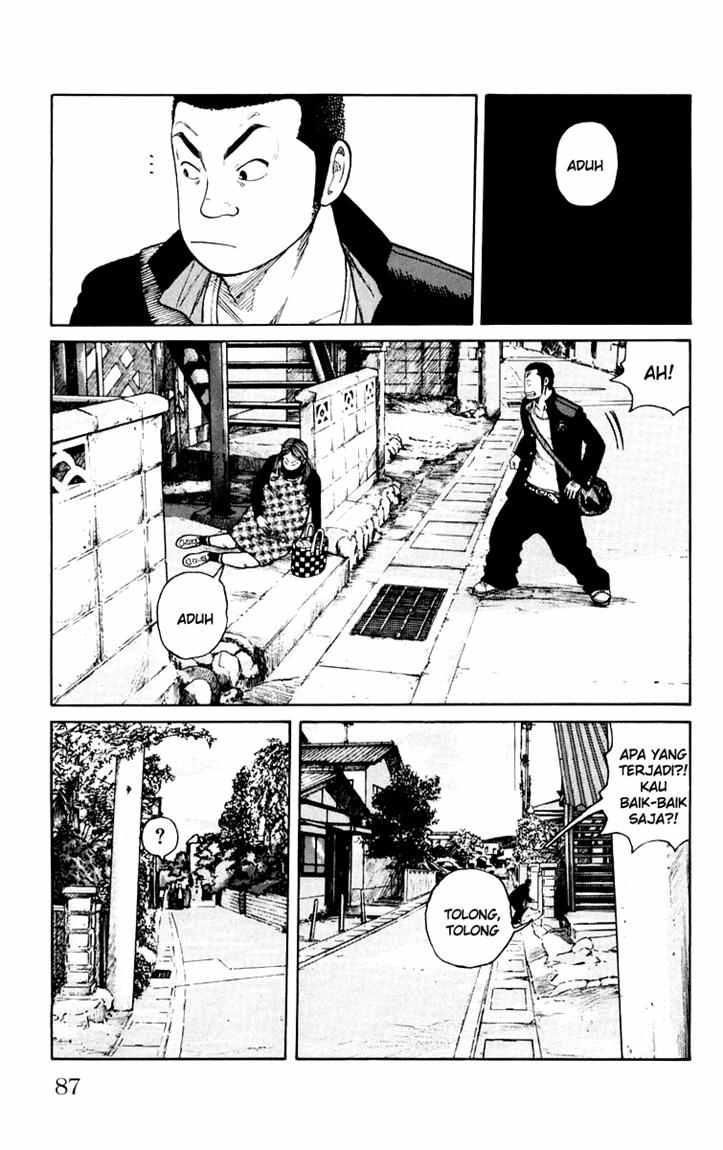 ADUH
...
AH!
ADUH
APA YANG
TERJADI?!
KAU
BAIK-BAIK
SAJA?!
TOLONG,
TOLONG
?
87